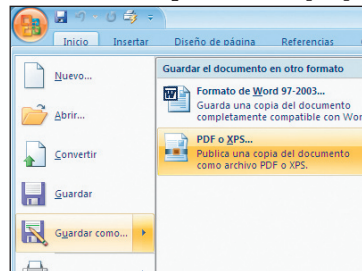 Inicio Insertar Diseño de página Referencias
Nuevo...
Abrir...
Convertir
Guardar
Guardar como...
Guardar el documento en otro formato
Formato de Word 97-2003...
Guarda una copia del documento
completamente compatible con Wor
PDF o XPS...
Publica una copia del documento
como archivo PDF o XPS.